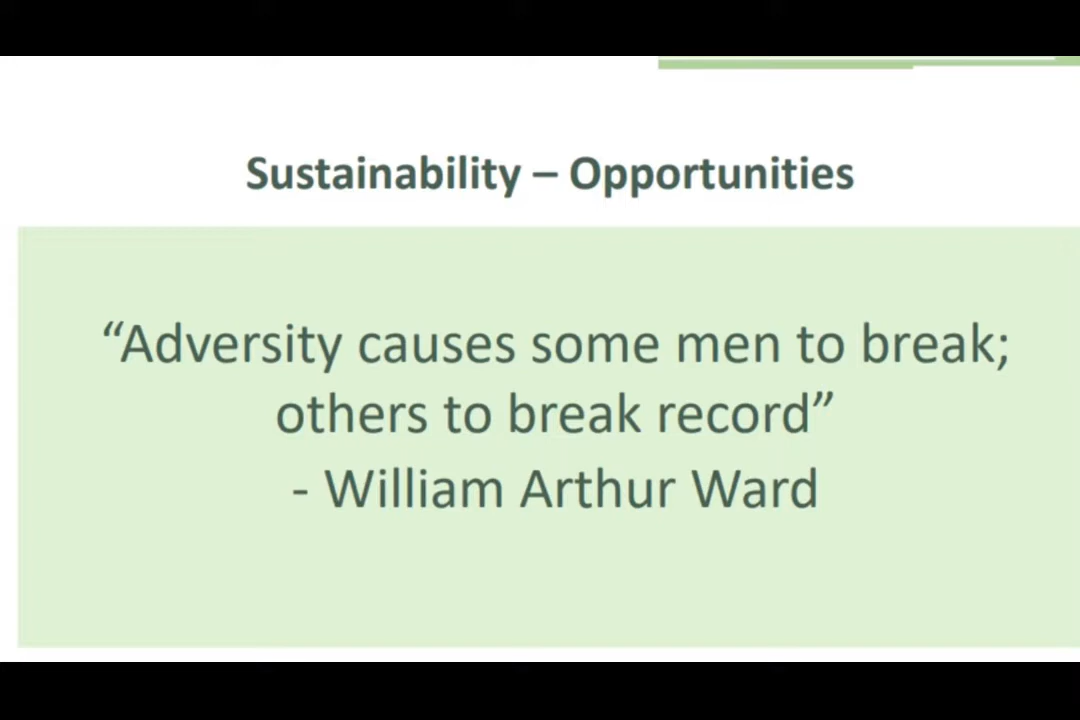 Sustainability – Opportunities
“Adversity causes some men to break;
others to break record”
- William Arthur Ward